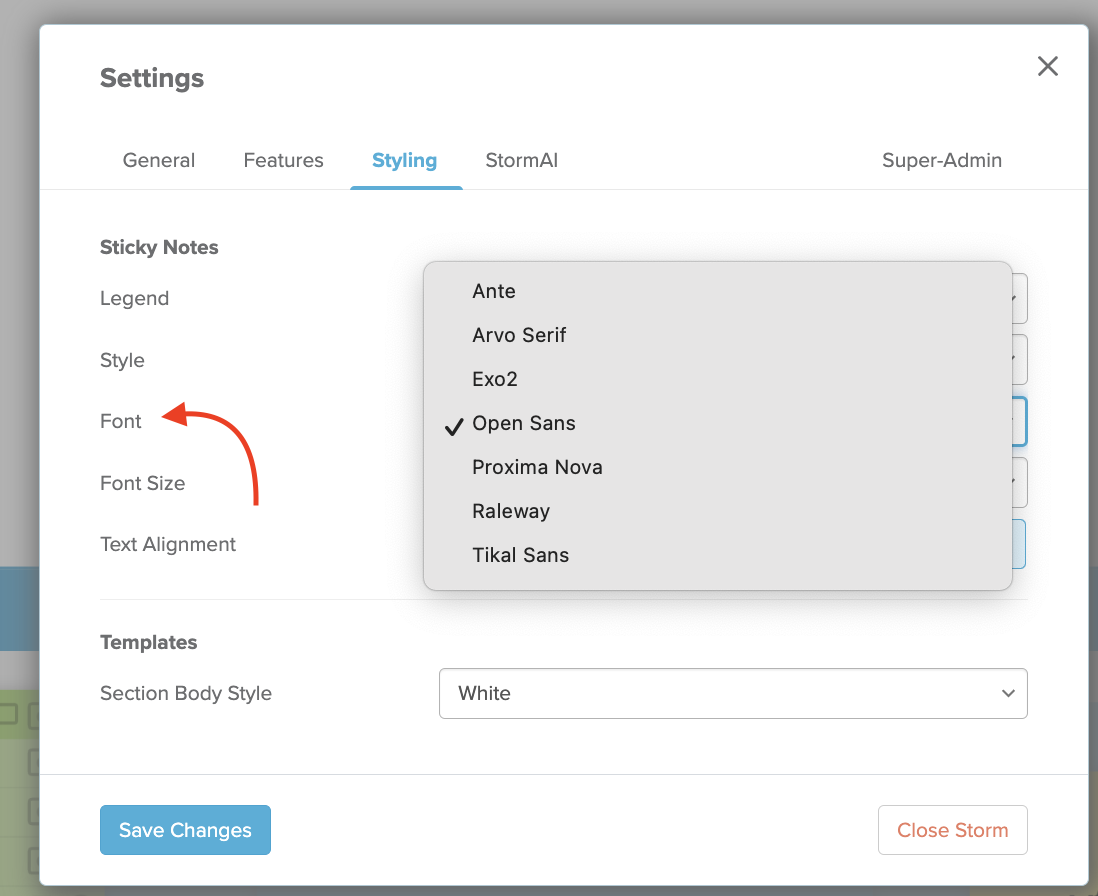 Settings
General Features Styling StormAI Super-Admin
Sticky Notes
Legend
Style
Font
Font Size
Text Alignment
Ante
Arvo Serif
Exo2
Open Sans
Proxima Nova
Raleway
Tikal Sans
Templates
Section Body Style White
Save Changes Close Storm